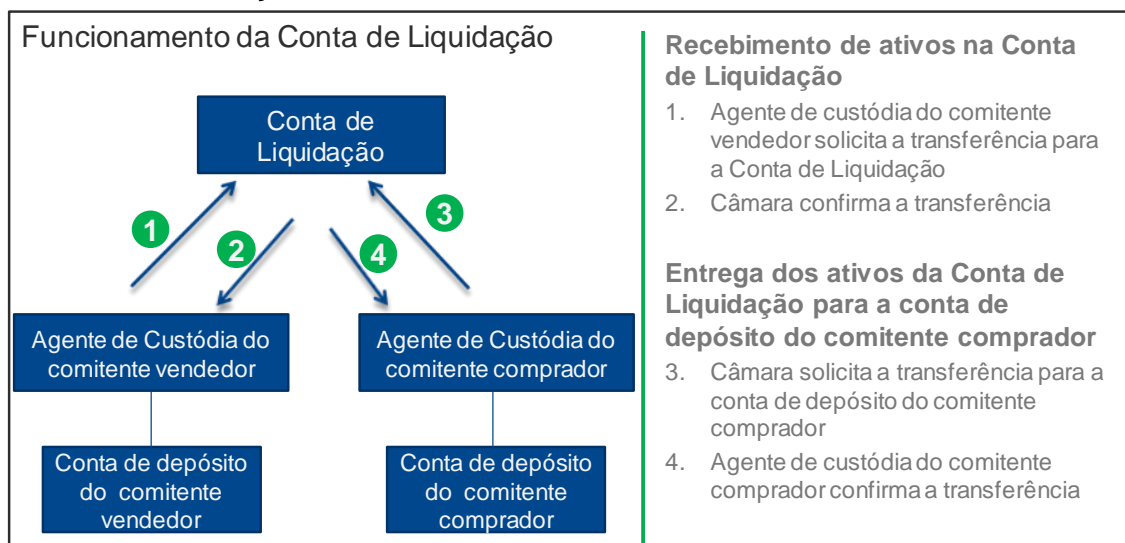 Funcionamento da Conta de Liquidação
Conta de
Liquidação
1
2
3
4
Agente de Custódia do
comitente vendedor
Agente de Custódia do
comitente comprador
Conta de depósito
do comitente
vendedor
Conta de depósito
do comitente
comprador
Recebimento de ativos na Conta
de Liquidação
1. Agente de custódia do comitente
vendedor solicita a transferência para
a Conta de Liquidação
2. Câmara confirma a transferência
Entrega dos ativos da Conta de
Liquidação para a conta de
depósito do comitente comprador
3. Câmara solicita a transferência para a
conta de depósito do comitente
comprador
4. Agente de custódia do comitente
comprador confirma a transferência